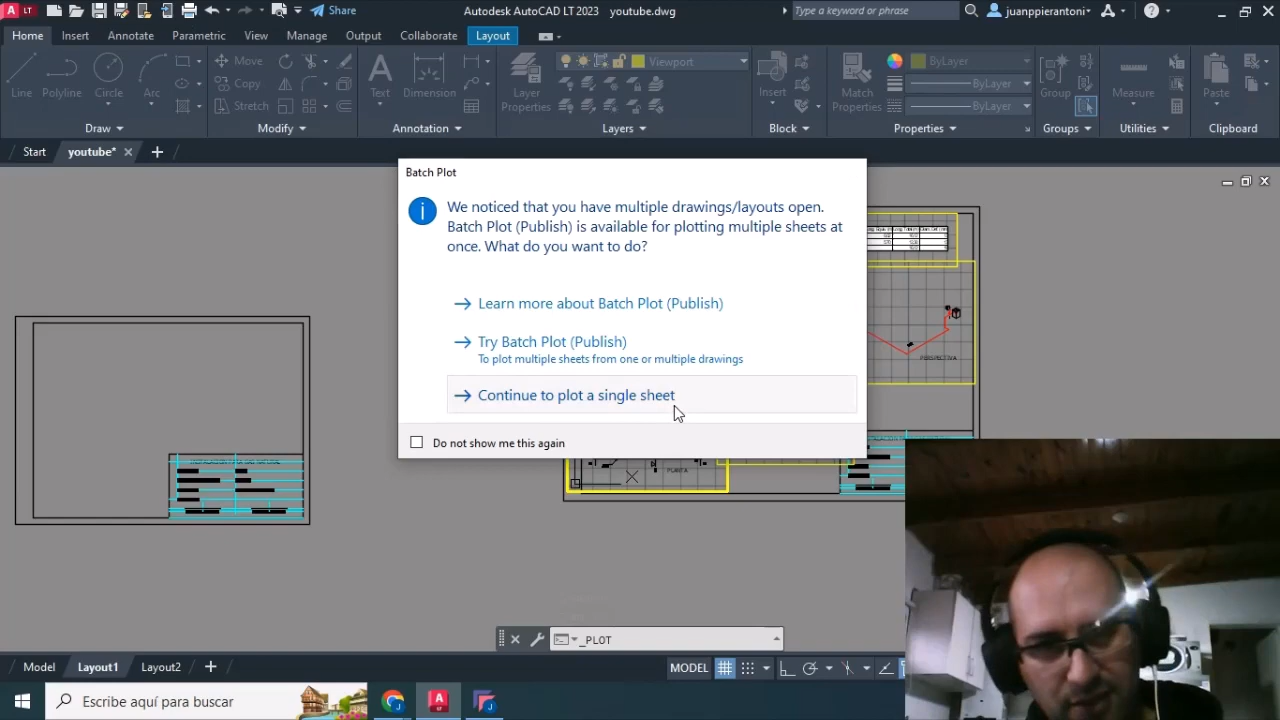 LT
Share
Autodesk AutoCAD LT 2023 youtube.dwg
Type a keyword or phrase
juanppierantoni
Home Insert Annotate Parametric View Manage Output Collaborate Layout
Line Polyline Circle Arc
Move
Copy
Stretch
Text Dimension
Layer Properties
Viewport
Insert
Match Properties
ByLayer
ByLayer
ByLayer
Group
Measure
Paste
Draw Modify Annotation Layers Block Properties Groups Utilities Clipboard
Start youtube*
Batch Plot
We noticed that you have multiple drawings/layouts open.
Batch Plot (Publish) is available for plotting multiple sheets at
once. What do you want to do?
Learn more about Batch Plot (Publish)
Try Batch Plot (Publish)
To plot multiple sheets from one or multiple drawings
Continue to plot a single sheet
Do not show me this again
PERSPECTIVA
PLANTA
_PLOT
Model Layout1 Layout2
MODEL
Escribe aquí para buscar